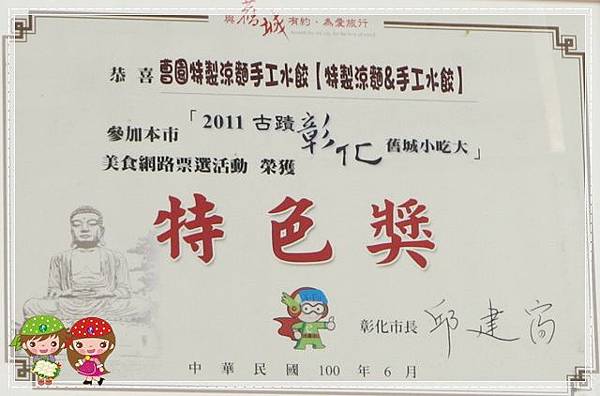 與舊城有約．為愛旅行
恭喜 曹園特製涼麵手工水餃【特製涼麵&手工水餃】
參加本市「2011 古蹟彰化舊城小吃大」
美食網路票選活動 榮獲
特色獎
彰化市長 邱建富
中華民國 100 年 6 月